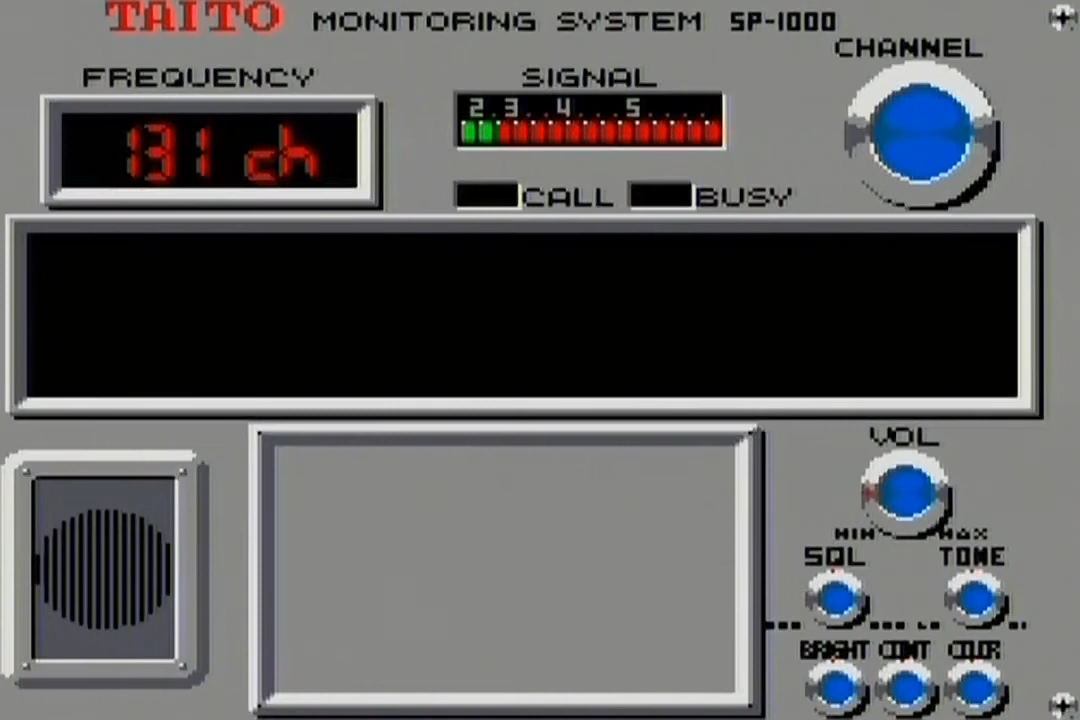 TAITO MONITORING SYSTEM SP-1000
CHANNEL
FREQUENCY SIGNAL
2.3...4...5....
131 ch
CALL BUSY
VOL
MIN MAX
SQL TONE
BRIGHT CONT COLOR